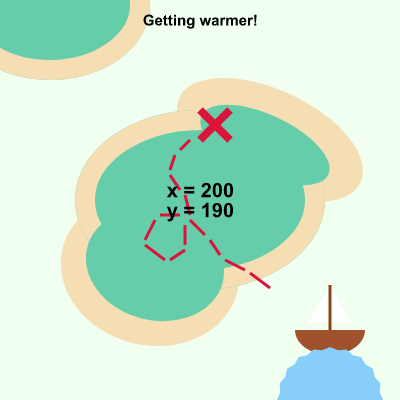 Getting warmer!
x = 200
y = 190